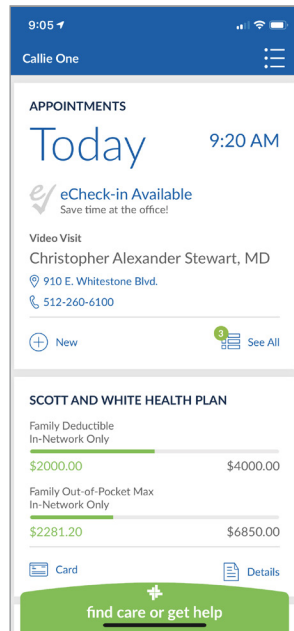 9:05
Callie One
APPOINTMENTS
Today
9:20 AM
eCheck-in Available
Save time at the office!
Video Visit
Christopher Alexander Stewart, MD
910 E. Whitestone Blvd.
512-260-6100
New
3
See All
SCOTT AND WHITE HEALTH PLAN
Family Deductible
In-Network Only
$2000.00 $4000.00
Family Out-of-Pocket Max
In-Network Only
$2281.20 $6850.00
Card
Details
find care or get help